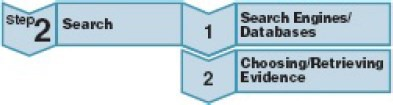 Step 2 Search
1 Search Engines/
Databases
2 Choosing/Retrieving
Evidence